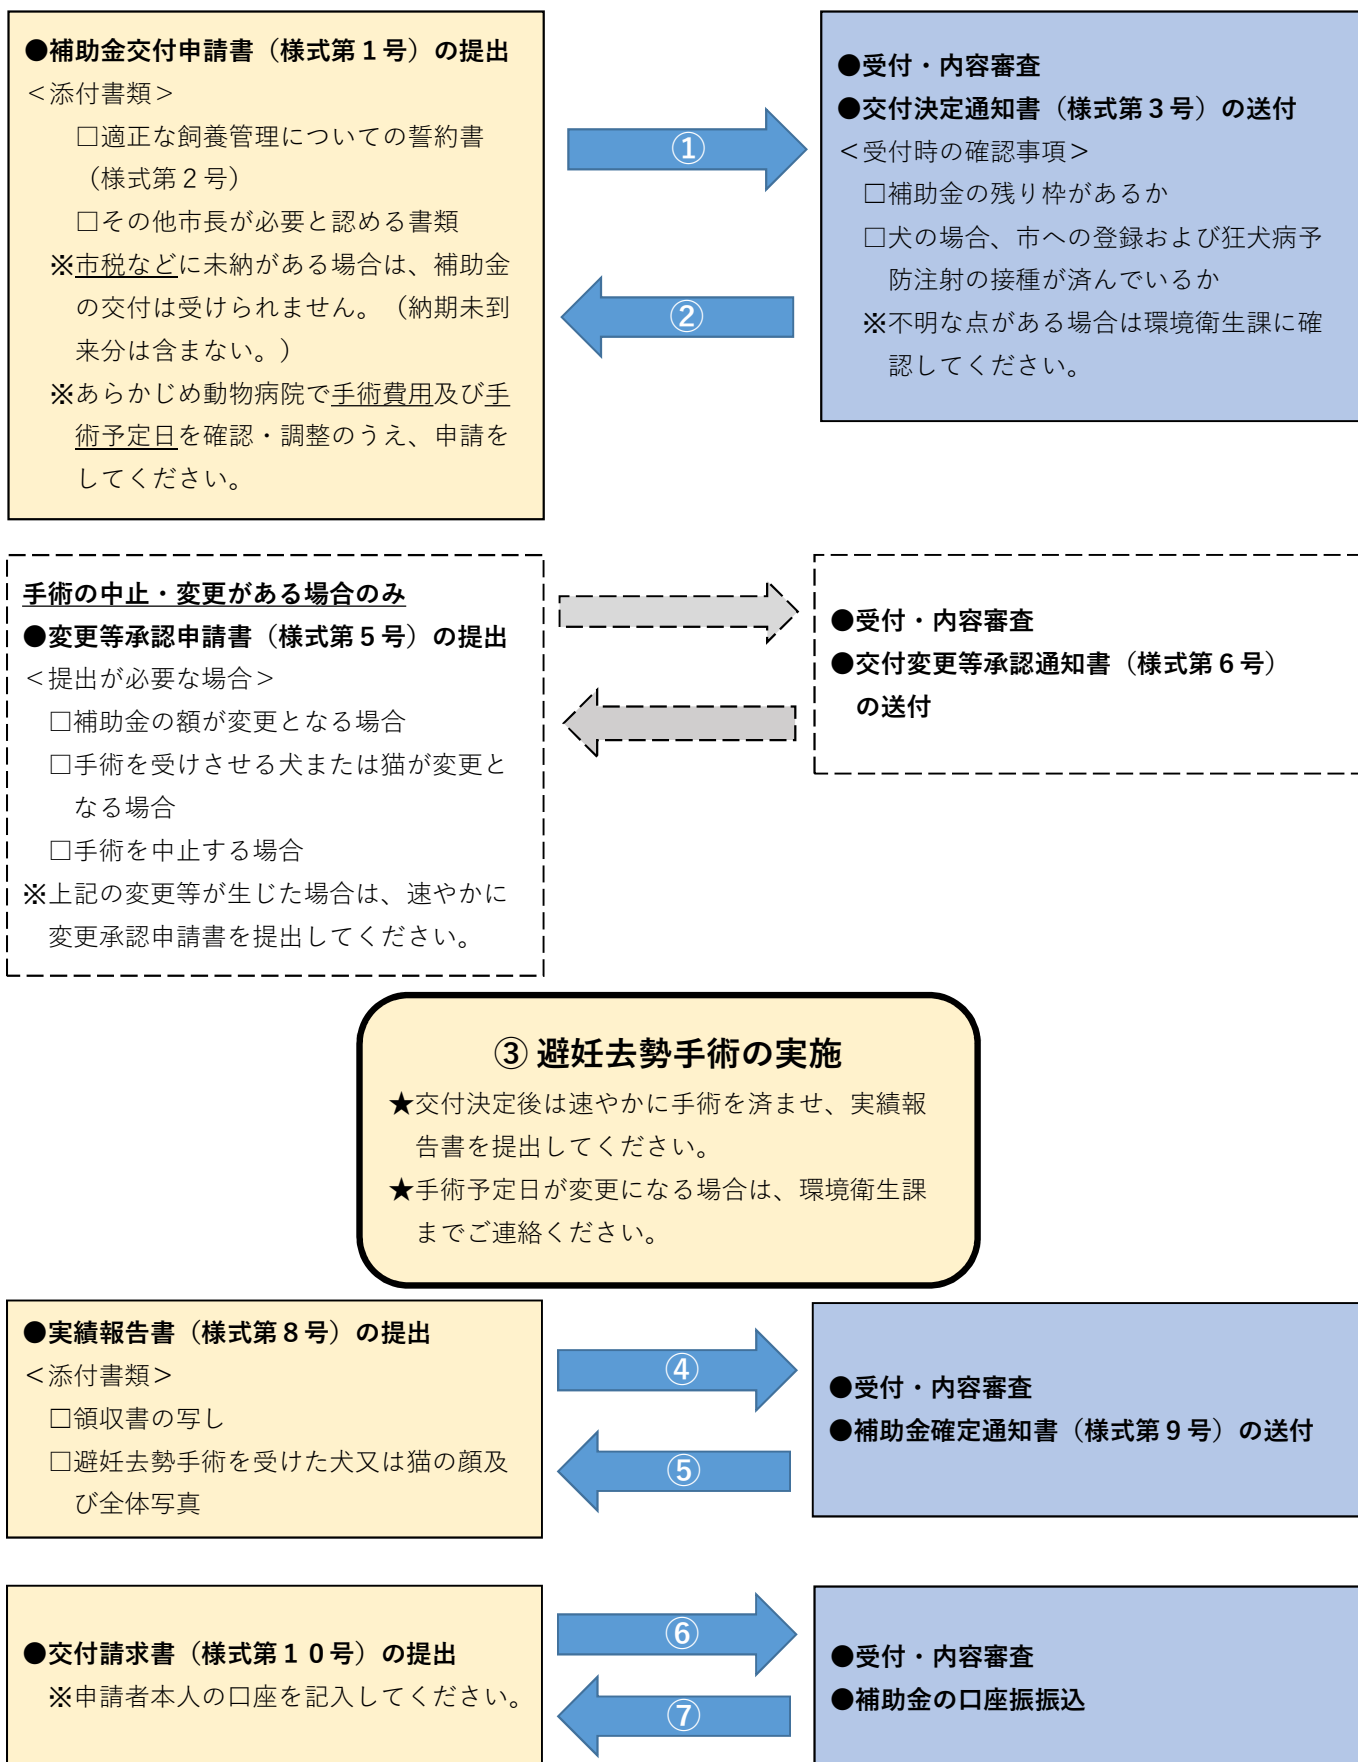 ●補助金交付申請書（様式第１号）の提出
＜添付書類＞
□適正な飼養管理についての誓約書
（様式第２号）
□その他市長が必要と認める書類
※市税などに未納がある場合は、補助金
の交付は受けられません。（納期未到
来分は含まない。）
※あらかじめ動物病院で手術費用及び手
術予定日を確認・調整のうえ、申請を
してください。
①
②
●受付・内容審査
●交付決定通知書（様式第３号）の送付
＜受付時の確認事項＞
□補助金の残り枠があるか
□犬の場合、市への登録および狂犬病予
防注射の接種が済んでいるか
※不明な点がある場合は環境衛生課に確
認してください。
手術の中止・変更がある場合のみ
●変更等承認申請書（様式第５号）の提出
＜提出が必要な場合＞
□補助金の額が変更となる場合
□手術を受けさせる犬または猫が変更と
なる場合
□手術を中止する場合
※上記の変更等が生じた場合は、速やかに
変更承認申請書を提出してください。
●受付・内容審査
●交付変更等承認通知書（様式第６号）
の送付
③ 避妊去勢手術の実施
★交付決定後は速やかに手術を済ませ、実績報
告書を提出してください。
★手術予定日が変更になる場合は、環境衛生課
までご連絡ください。
●実績報告書（様式第８号）の提出
＜添付書類＞
□領収書の写し
□避妊去勢手術を受けた犬又は猫の顔及
び全体写真
④
⑤
●受付・内容審査
●補助金確定通知書（様式第９号）の送付
●交付請求書（様式第１０号）の提出
※申請者本人の口座を記入してください。
⑥
⑦
●受付・内容審査
●補助金の口座振振込